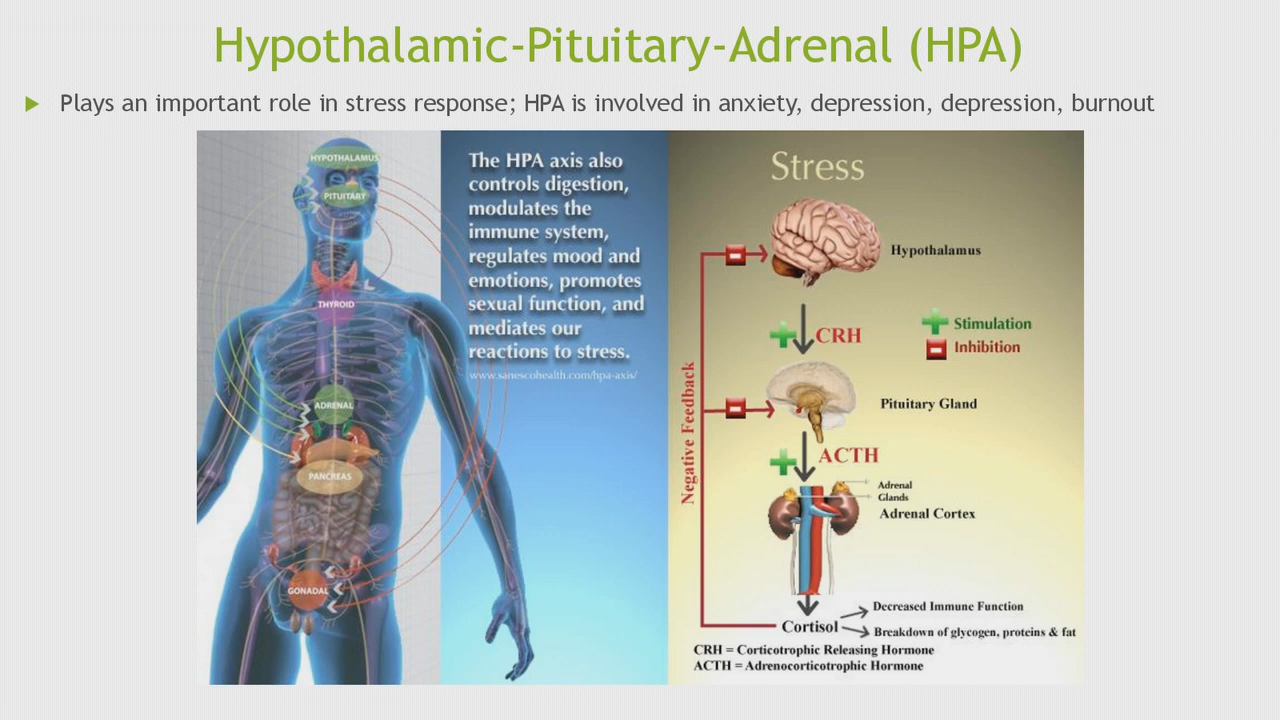 Hypothalamic-Pituitary-Adrenal (HPA)
Plays an important role in stress response; HPA is involved in anxiety, depression, depression, burnout
HYPOTHALAMUS
PITUITARY
THYROID
ADRENAL
PANCREAS
GONADAL
The HPA axis also
controls digestion,
modulates the
immune system,
regulates mood and
emotions, promotes
sexual function, and
mediates our
reactions to stress.
www.sanescohealth.com/hpa-axis/
Stress
Hypothalamus
CRH
Stimulation
Inhibition
Negative Feedback
Pituitary Gland
ACTH
Adrenal
Glands
Adrenal Cortex
Cortisol
Decreased Immune Function
Breakdown of glycogen, proteins & fat
CRH = Corticotrophic Releasing Hormone
ACTH = Adrenocorticotrophic Hormone